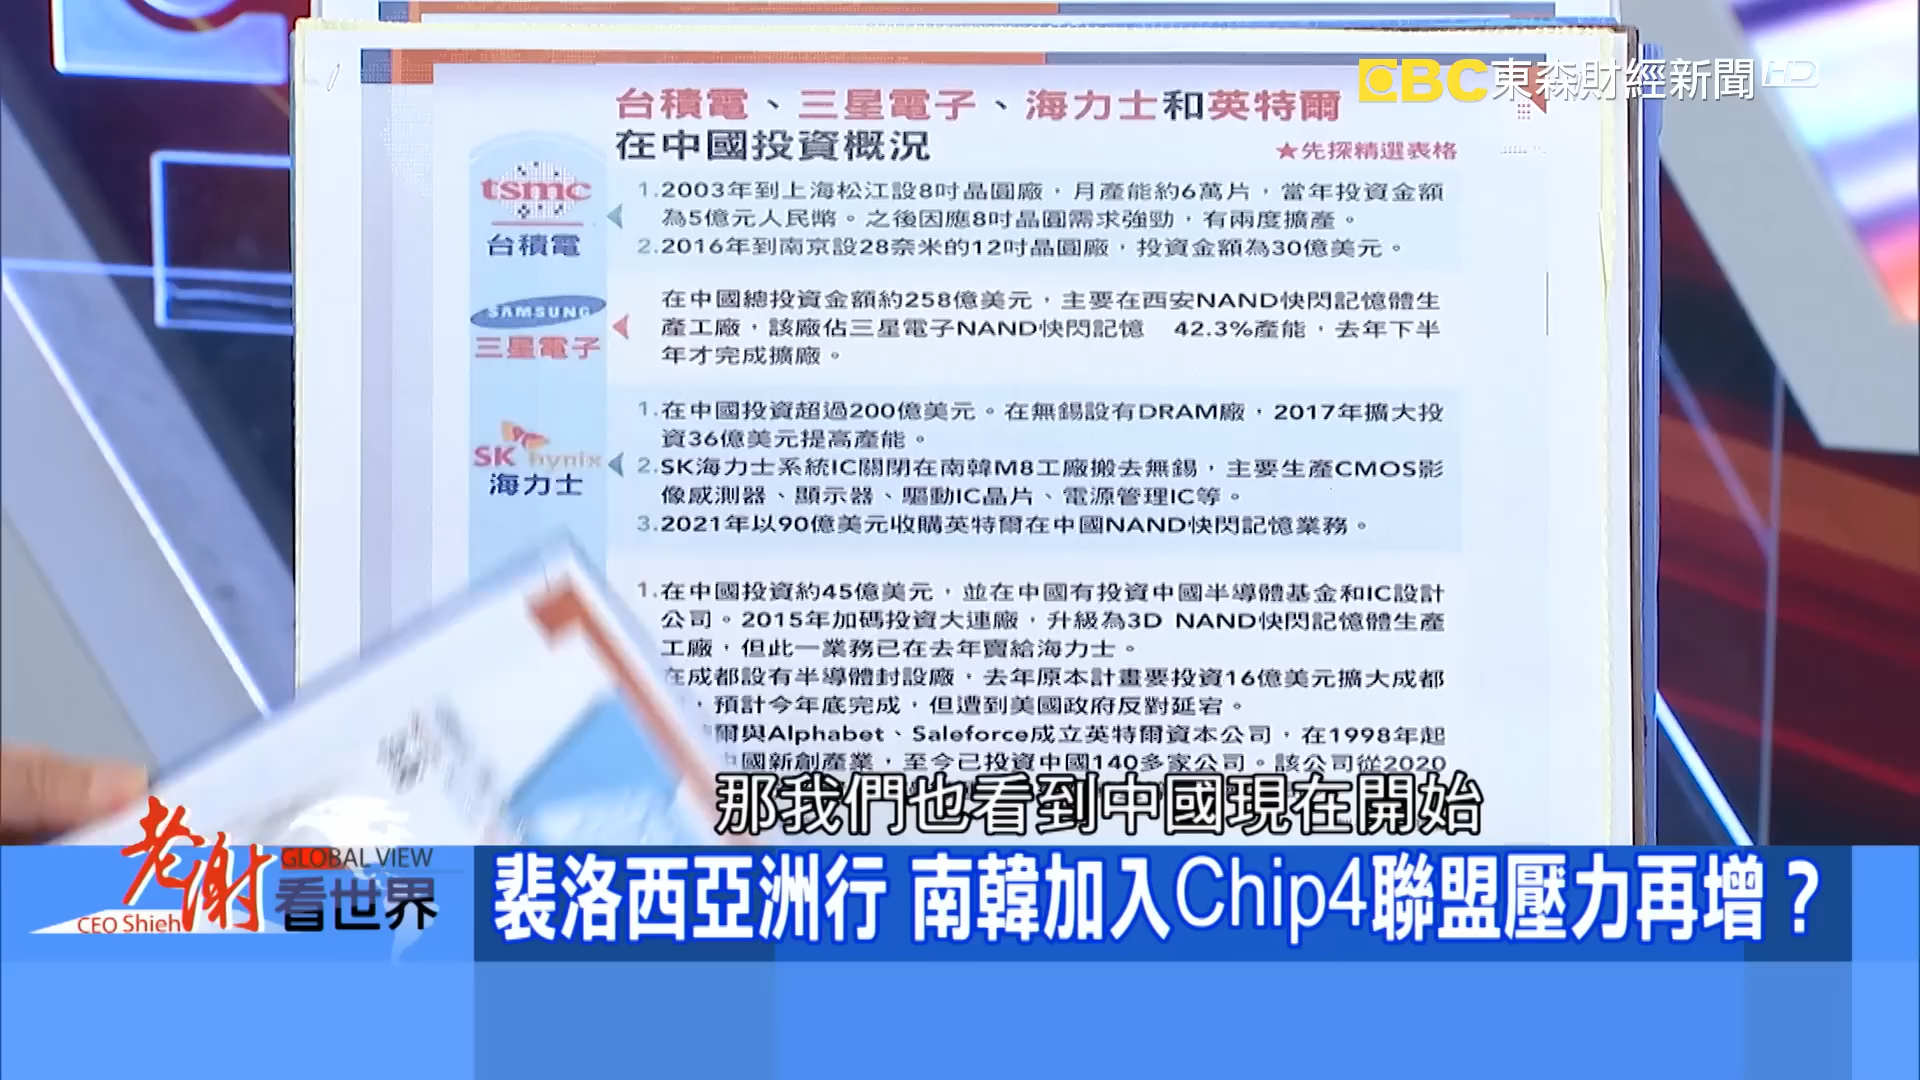 EBC 東森財經新聞 HD
台積電、三星電子、海力士和英特爾
在中國投資概況
★先探精選表格
tsmc
台積電
1.2003年到上海松江設8吋晶圓廠，月產能約6萬片，當年投資金額
為5億元人民幣。之後因應8吋晶圓需求強勁，有兩度擴產。
2.2016年到南京設28奈米的12吋晶圓廠，投資金額為30億美元。
SAMSUNG
三星電子
在中國總投資金額約258億美元，主要在西安NAND快閃記憶體生
產工廠，該廠佔三星電子NAND快閃記憶 42.3%產能，去年下半
年才完成擴廠。
SK hynix
海力士
1.在中國投資超過200億美元。在無錫設有DRAM廠，2017年擴大投
資36億美元提高產能。
2.SK海力士系統IC關閉在南韓M8工廠搬去無錫，主要生產CMOS影
像感測器、顯示器、驅動IC晶片、電源管理IC等。
3.2021年以90億美元收購英特爾在中國NAND快閃記憶業務。
1.在中國投資約45億美元，並在中國有投資中國半導體基金和IC設計
公司。2015年加碼投資大連廠，升級為3D NAND快閃記憶體生產
工廠，但此一業務已在去年賣給海力士。
在成都設有半導體封設廠，去年原本計畫要投資16億美元擴大成都
，預計今年底完成，但遭到美國政府反對延宕。
爾與Alphabet、Saleforce成立英特爾資本公司，在1998年起
中國新創產業，至今已投資中國140多家公司。該公司從2020
那我們也看到中國現在開始
老謝 GLOBAL VIEW
CEO Shieh 看世界
裴洛西亞洲行 南韓加入Chip4聯盟壓力再增？